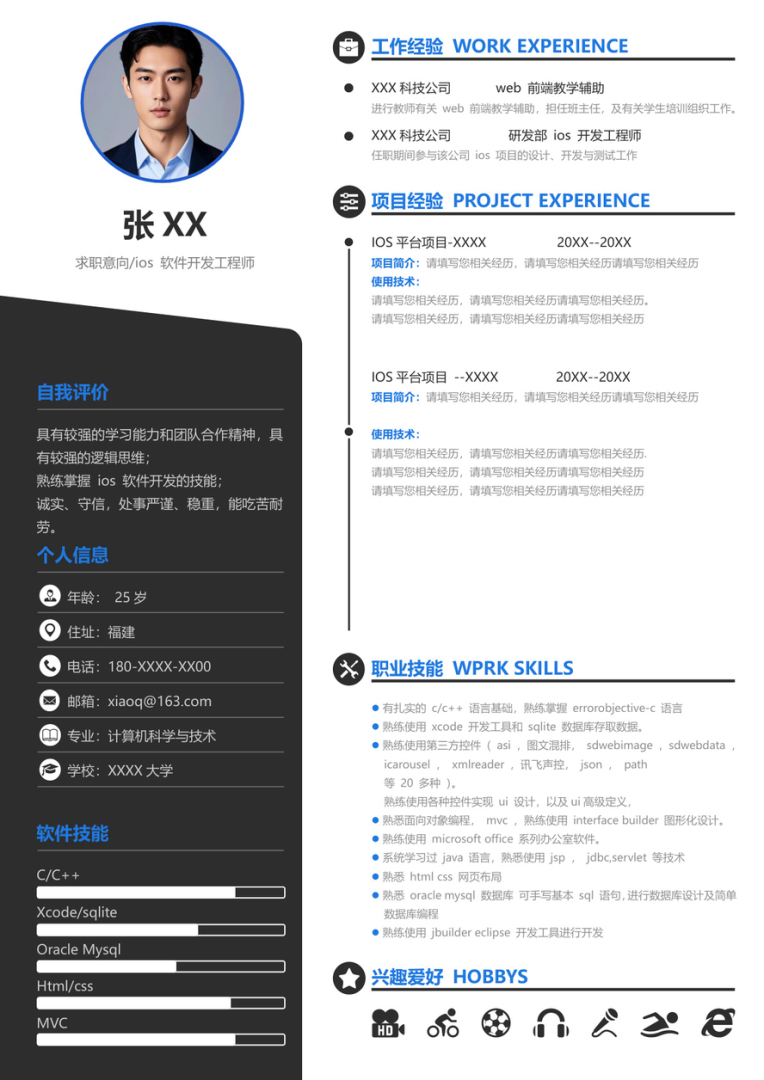 张 XX
求职意向/ios 软件开发工程师
自我评价
具有较强的学习能力和团队合作精神，具
有较强的逻辑思维；
熟练掌握 ios 软件开发的技能；
诚实、守信，处事严谨、稳重，能吃苦耐
劳。
个人信息
年龄： 25 岁
住址：福建
电话：180-XXXX-XX00
邮箱：xiaoq@163.com
专业：计算机科学与技术
学校：XXXX 大学
软件技能
C/C++
Xcode/sqlite
Oracle Mysql
Html/css
MVC
工作经验 WORK EXPERIENCE
XXX 科技公司 web 前端教学辅助
进行教师有关 web 前端教学辅助，担任班主任，及有关学生培训组织工作。
XXX 科技公司 研发部 ios 开发工程师
任职期间参与该公司 ios 项目的设计、开发与测试工作
项目经验 PROJECT EXPERIENCE
IOS 平台项目-XXXX 20XX--20XX
项目简介：请填写您相关经历，请填写您相关经历请填写您相关经历
使用技术：
请填写您相关经历，请填写您相关经历请填写您相关经历。
请填写您相关经历，请填写您相关经历请填写您相关经历
IOS 平台项目 --XXXX 20XX--20XX
项目简介：请填写您相关经历，请填写您相关经历请填写您相关经历
使用技术：
请填写您相关经历，请填写您相关经历请填写您相关经历.
请填写您相关经历，请填写您相关经历请填写您相关经历
请填写您相关经历，请填写您相关经历请填写您相关经历
职业技能 WPRK SKILLS
有扎实的 c/c++ 语言基础，熟练掌握 errorobjective-c 语言
熟练使用 xcode 开发工具和 sqlite 数据库存取数据。
熟练使用第三方控件（ asi ，图文混排， sdwebimage ，sdwebdata ，
icarousel ， xmlreader ，讯飞声控， json ， path
等 20 多种 ）。
熟练使用各种控件实现 ui 设计，以及 ui 高级定义，
熟悉面向对象编程， mvc ，熟练使用 interface builder 图形化设计。
熟练使用 microsoft office 系列办公室软件。
系统学习过 java 语言，熟悉使用 jsp ， jdbc,servlet 等技术
熟悉 html css 网页布局
熟悉 oracle mysql 数据库 可手写基本 sql 语句,进行数据库设计及简单
数据库编程
熟练使用 jbuilder eclipse 开发工具进行开发
兴趣爱好 HOBBYS
HD